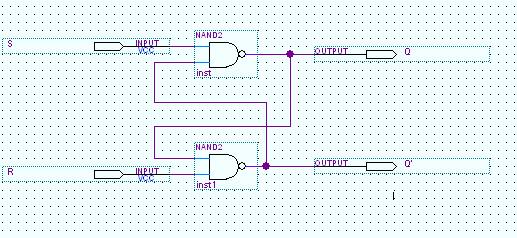 NAND2
S
INPUT
VCC
OUTPUT
Q
inst
NAND2
R
INPUT
VCC
OUTPUT
Q'
inst1